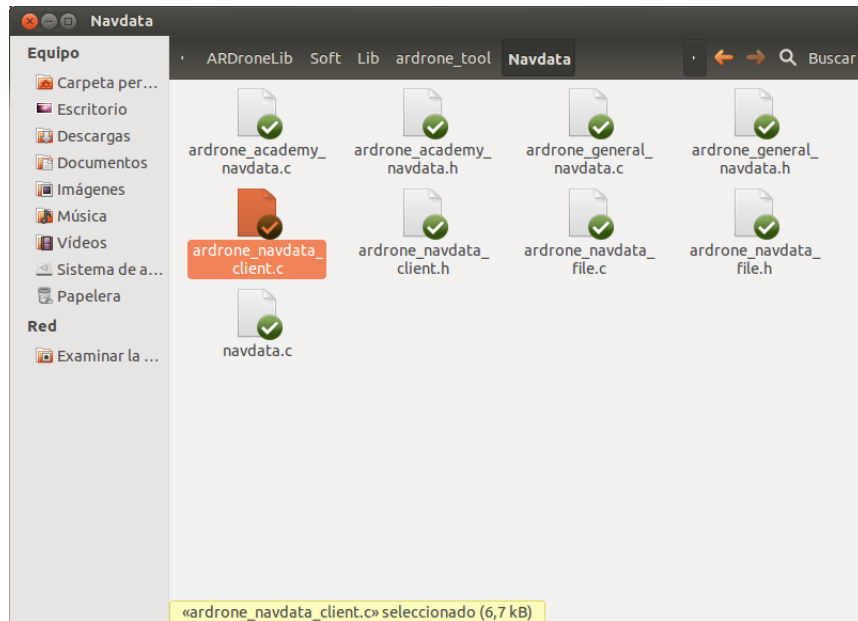 Navdata
Equipo
Carpeta per...
Escritorio
Descargas
Documentos
Imágenes
Música
Vídeos
Sistema de a...
Papelera
Red
Examinar la ...
ARDroneLib Soft Lib ardrone_tool Navdata
Buscar
ardrone_academy_
navdata.c
ardrone_academy_
navdata.h
ardrone_general_
navdata.c
ardrone_general_
navdata.h
ardrone_navdata_
client.c
ardrone_navdata_
client.h
ardrone_navdata_
file.c
ardrone_navdata_
file.h
navdata.c
«ardrone_navdata_client.c» seleccionado (6,7 kB)